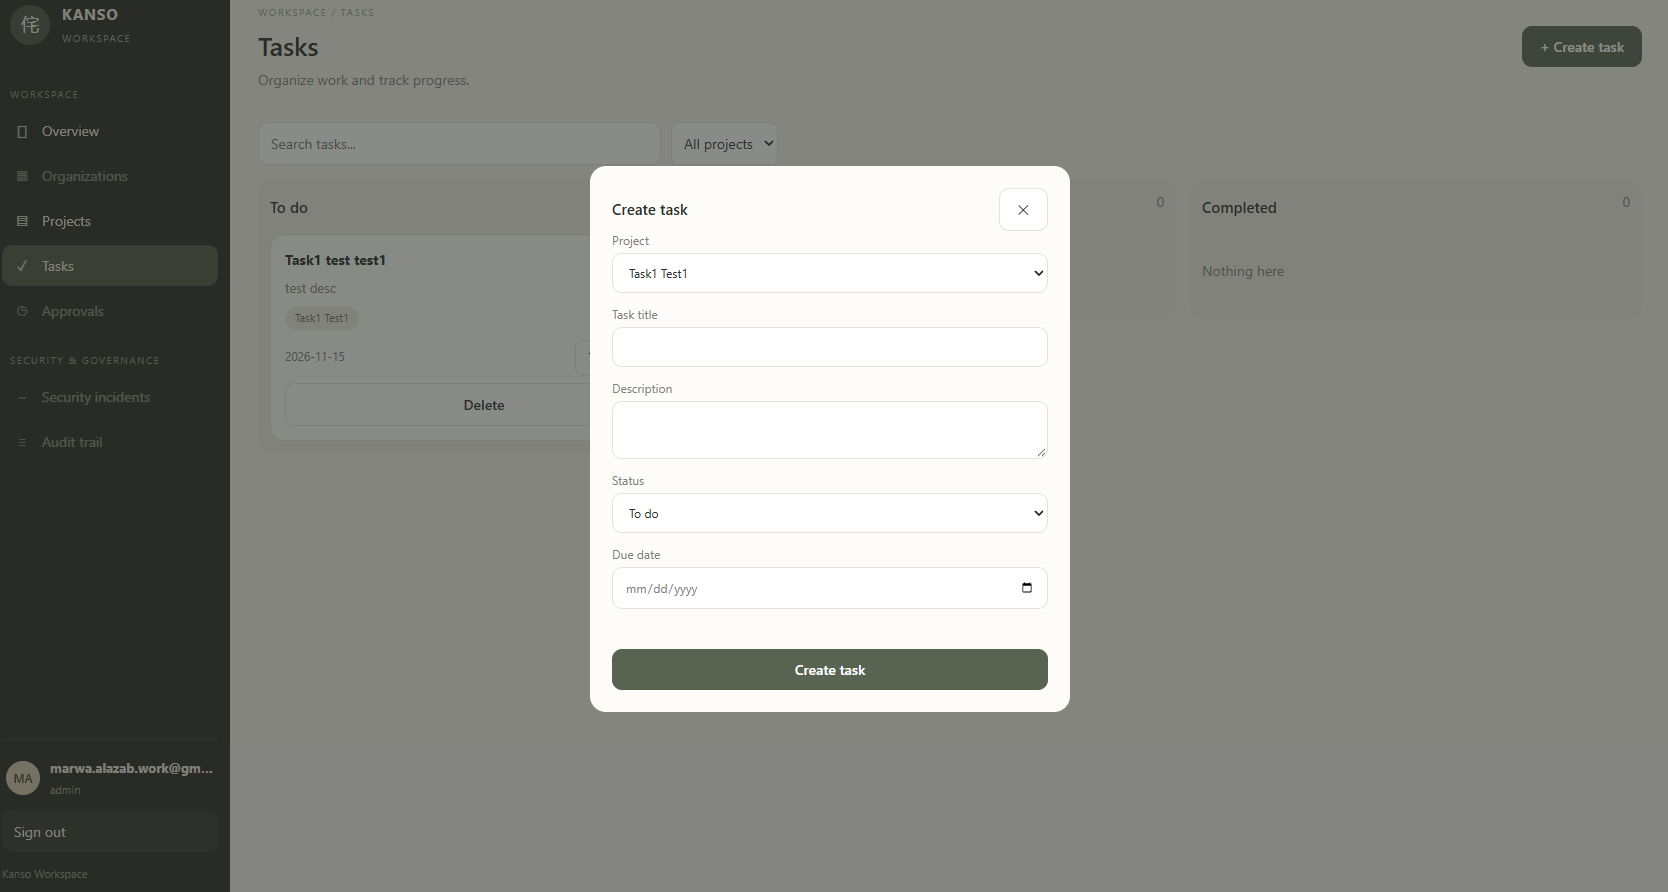 侘
KANSO
WORKSPACE
WORKSPACE
Overview
Organizations
Projects
Tasks
Approvals
SECURITY & GOVERNANCE
Security incidents
Audit trail
MA
marwa.alazab.work@gm...
admin
Sign out
Kanso Workspace
WORKSPACE / TASKS
Tasks
Organize work and track progress.
+ Create task
Search tasks...
All projects
To do
Task1 test test1
test desc
Task1 Test1
2026-11-15
Delete
0
Completed
0
Nothing here
Create task
Project
Task1 Test1
Task title
Description
Status
To do
Due date
mm/dd/yyyy
Create task